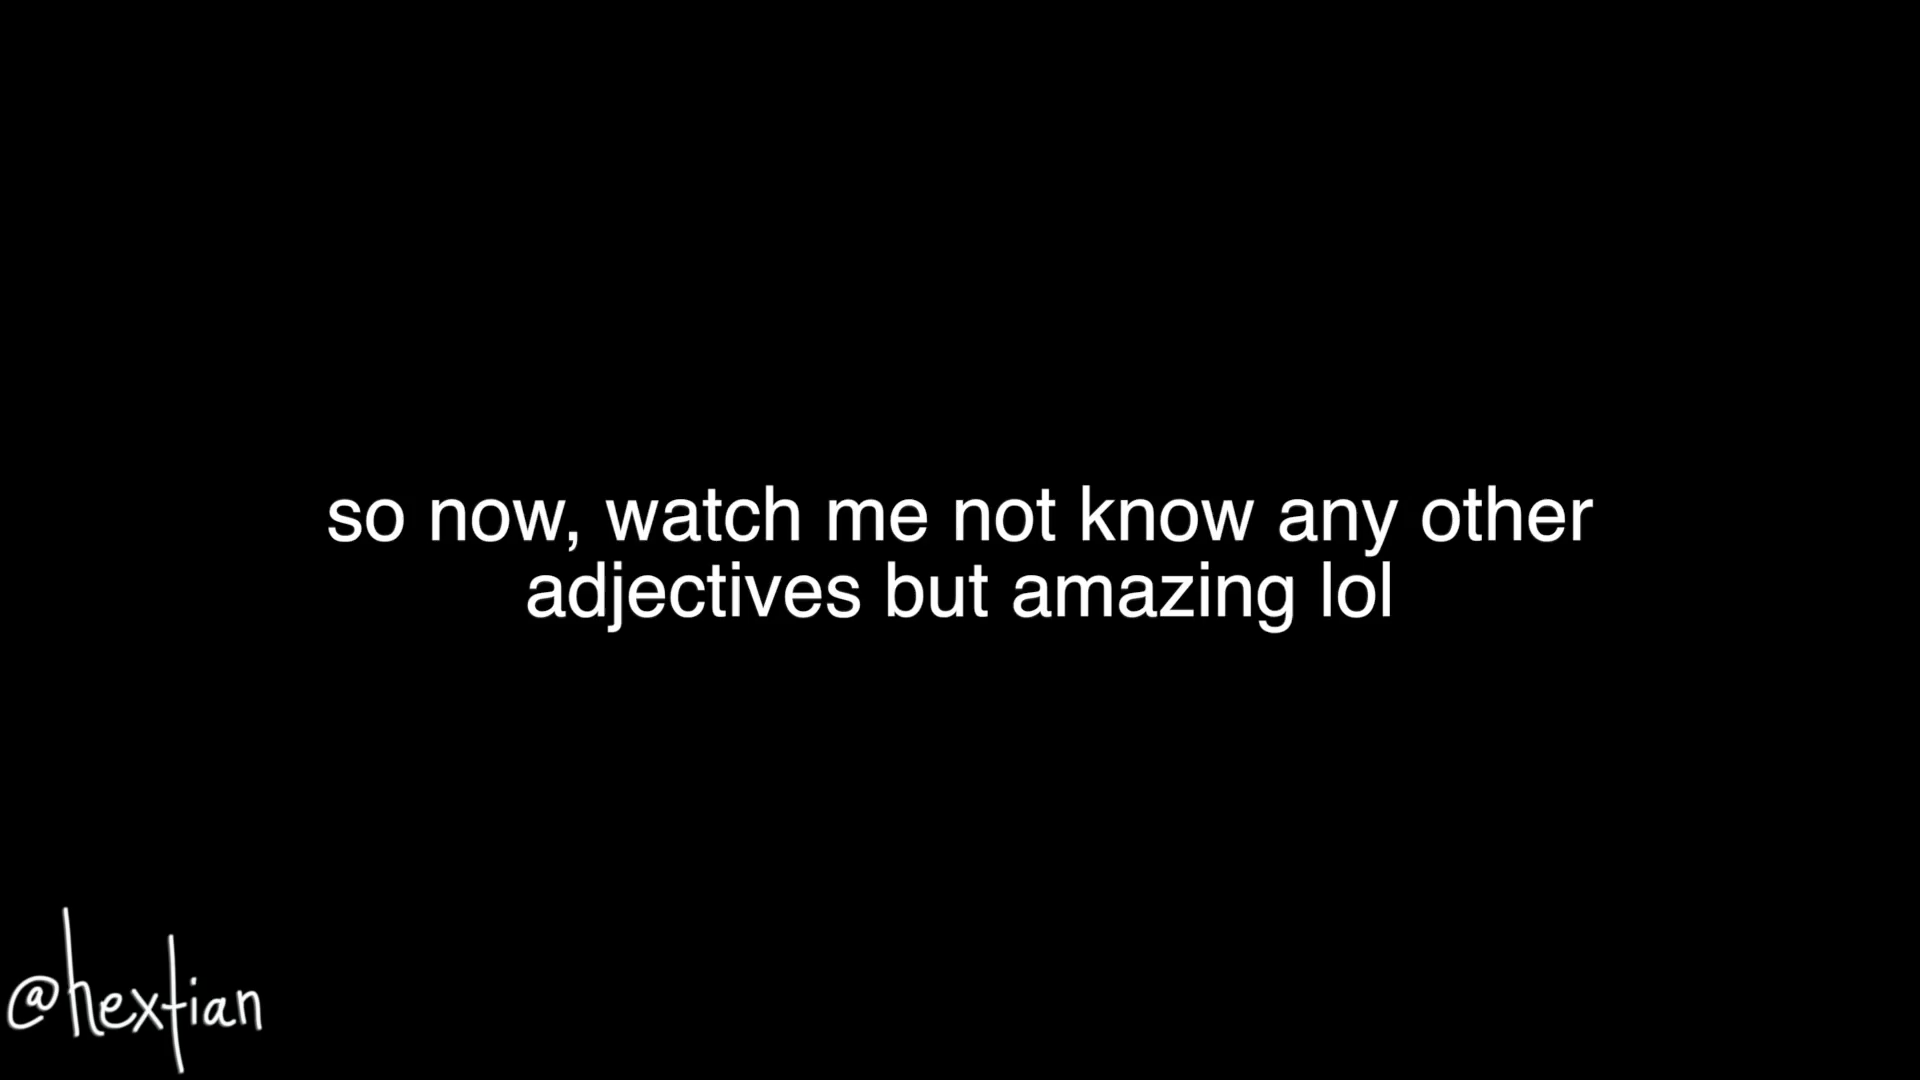 so now, watch me not know any other
adjectives but amazing lol
@hextian